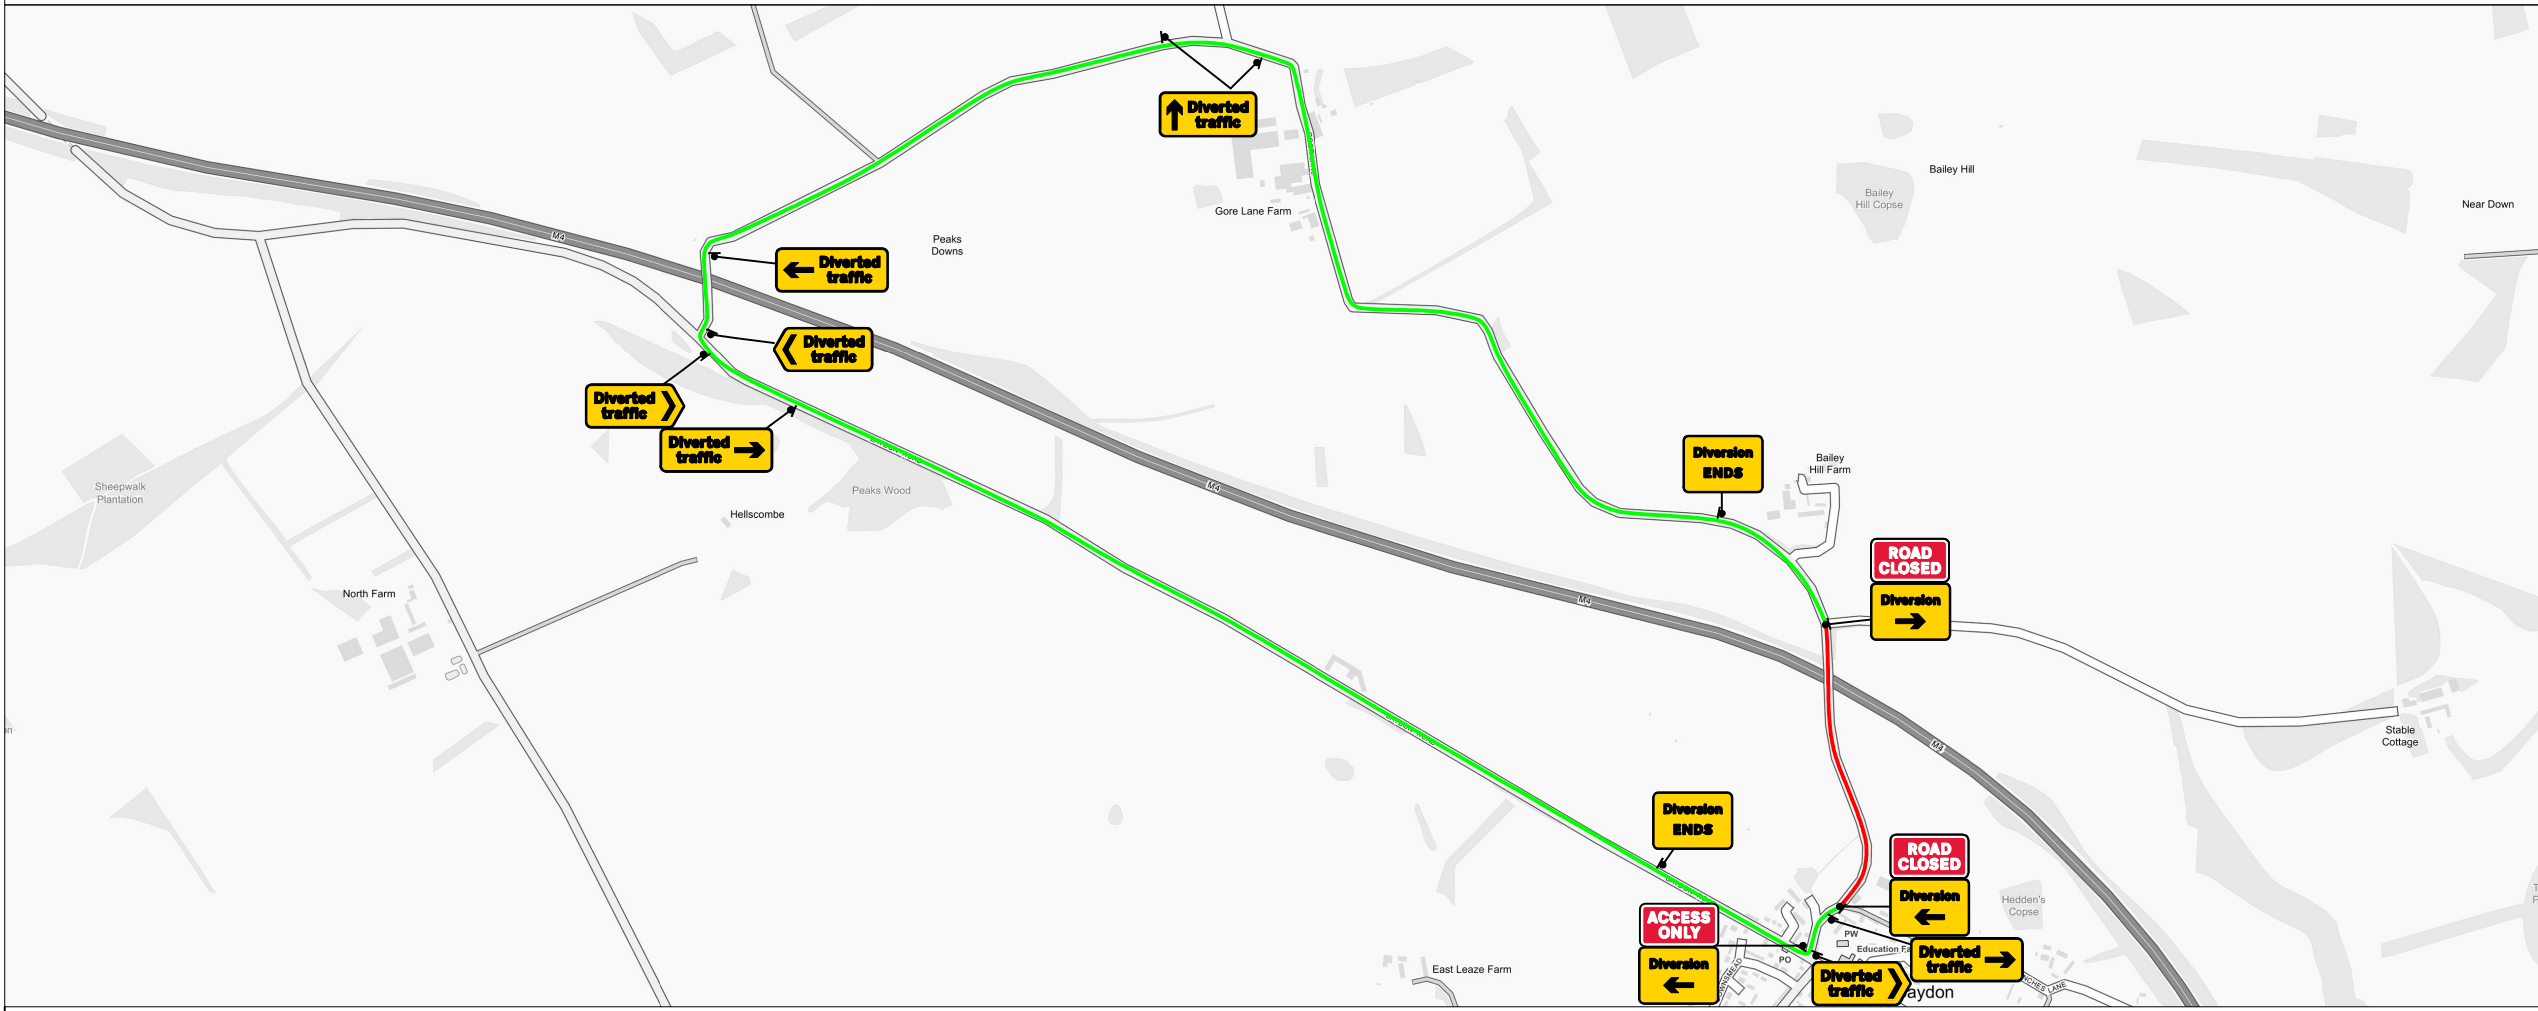 Diverted
traffic
Bailey Hill
Bailey
Hill Copse
Near Down
Gore Lane Farm
M4
Peaks
Downs
Diverted
traffic
Diverted
traffic
Diverted
traffic
Diverted
traffic
Diversion
ENDS
Bailey
Hill Farm
Sheepwalk
Plantation
Peaks Wood
M4
Hellscombe
ROAD
CLOSED
Diversion
M4
North Farm
Stable
Cottage
M4
Diversion
ENDS
ROAD
CLOSED
Diversion
Hedden's
Copse
ACCESS
ONLY
Diversion
PW
Education Fa
Diverted
traffic
PO
East Leaze Farm
Diverted
traffic
aydon